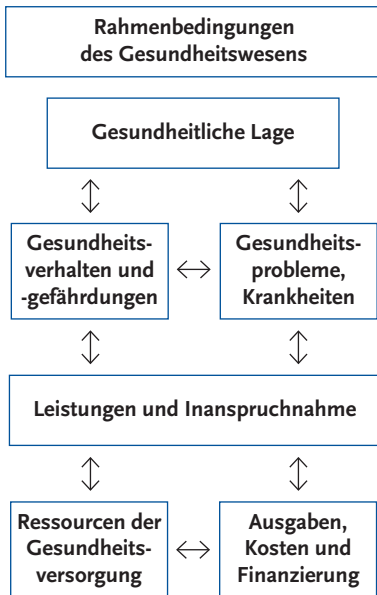 Rahmenbedingungen
des Gesundheitswesens
Gesundheitliche Lage
Gesundheits-
verhalten und
-gefährdungen
Gesundheits-
probleme,
Krankheiten
Leistungen und Inanspruchnahme
Ressourcen der
Gesundheits-
versorgung
Ausgaben,
Kosten und
Finanzierung